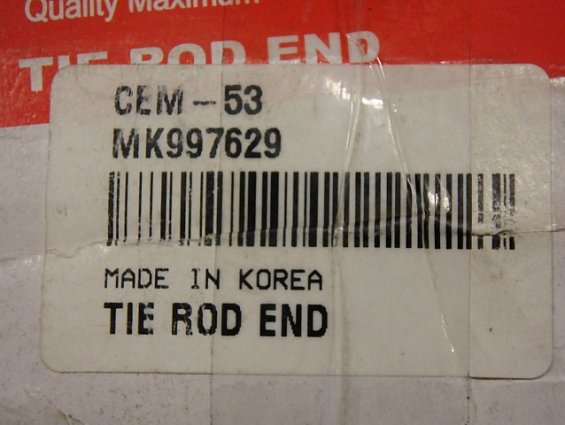 Quality Maximum
TIE ROD END
CEM-53
MK997629
MADE IN KOREA
TIE ROD END